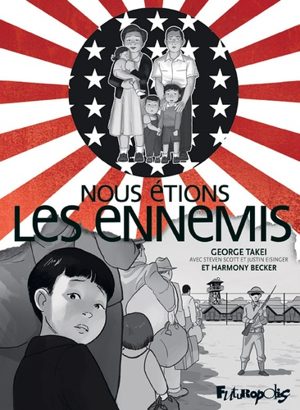 NOUS ÉTIONS
LES ENNEMIS
GEORGE TAKEI
AVEC STEVEN SCOTT ET JUSTIN EISINGER
ET HARMONY BECKER
FUTUROPOLIS